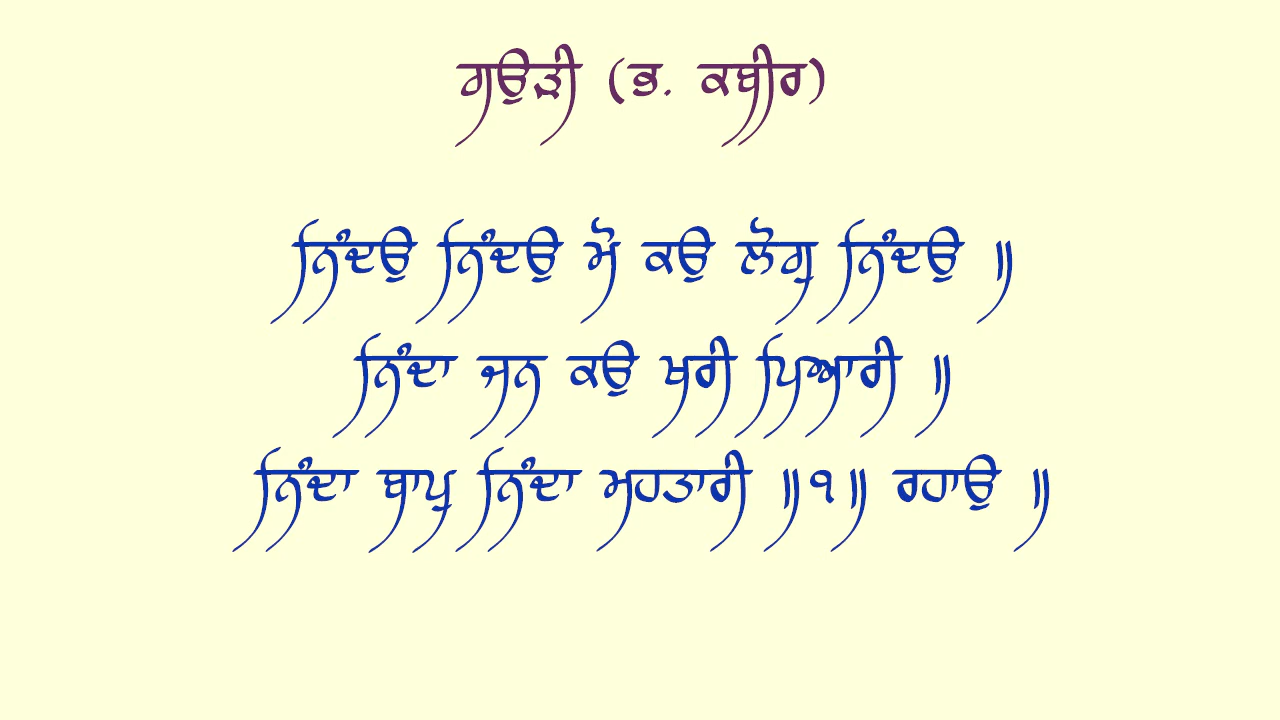 ਗਉੜੀ (ਭ. ਕਬੀਰ)
ਨਿੰਦਉ ਨਿੰਦਉ ਮੋ ਕਉ ਲੋਗੁ ਨਿੰਦਉ ॥
ਨਿੰਦਾ ਜਨ ਕਉ ਖਰੀ ਪਿਆਰੀ ॥
ਨਿੰਦਾ ਬਾਪੁ ਨਿੰਦਾ ਮਹਤਾਰੀ ॥੧॥ ਰਹਾਉ ॥